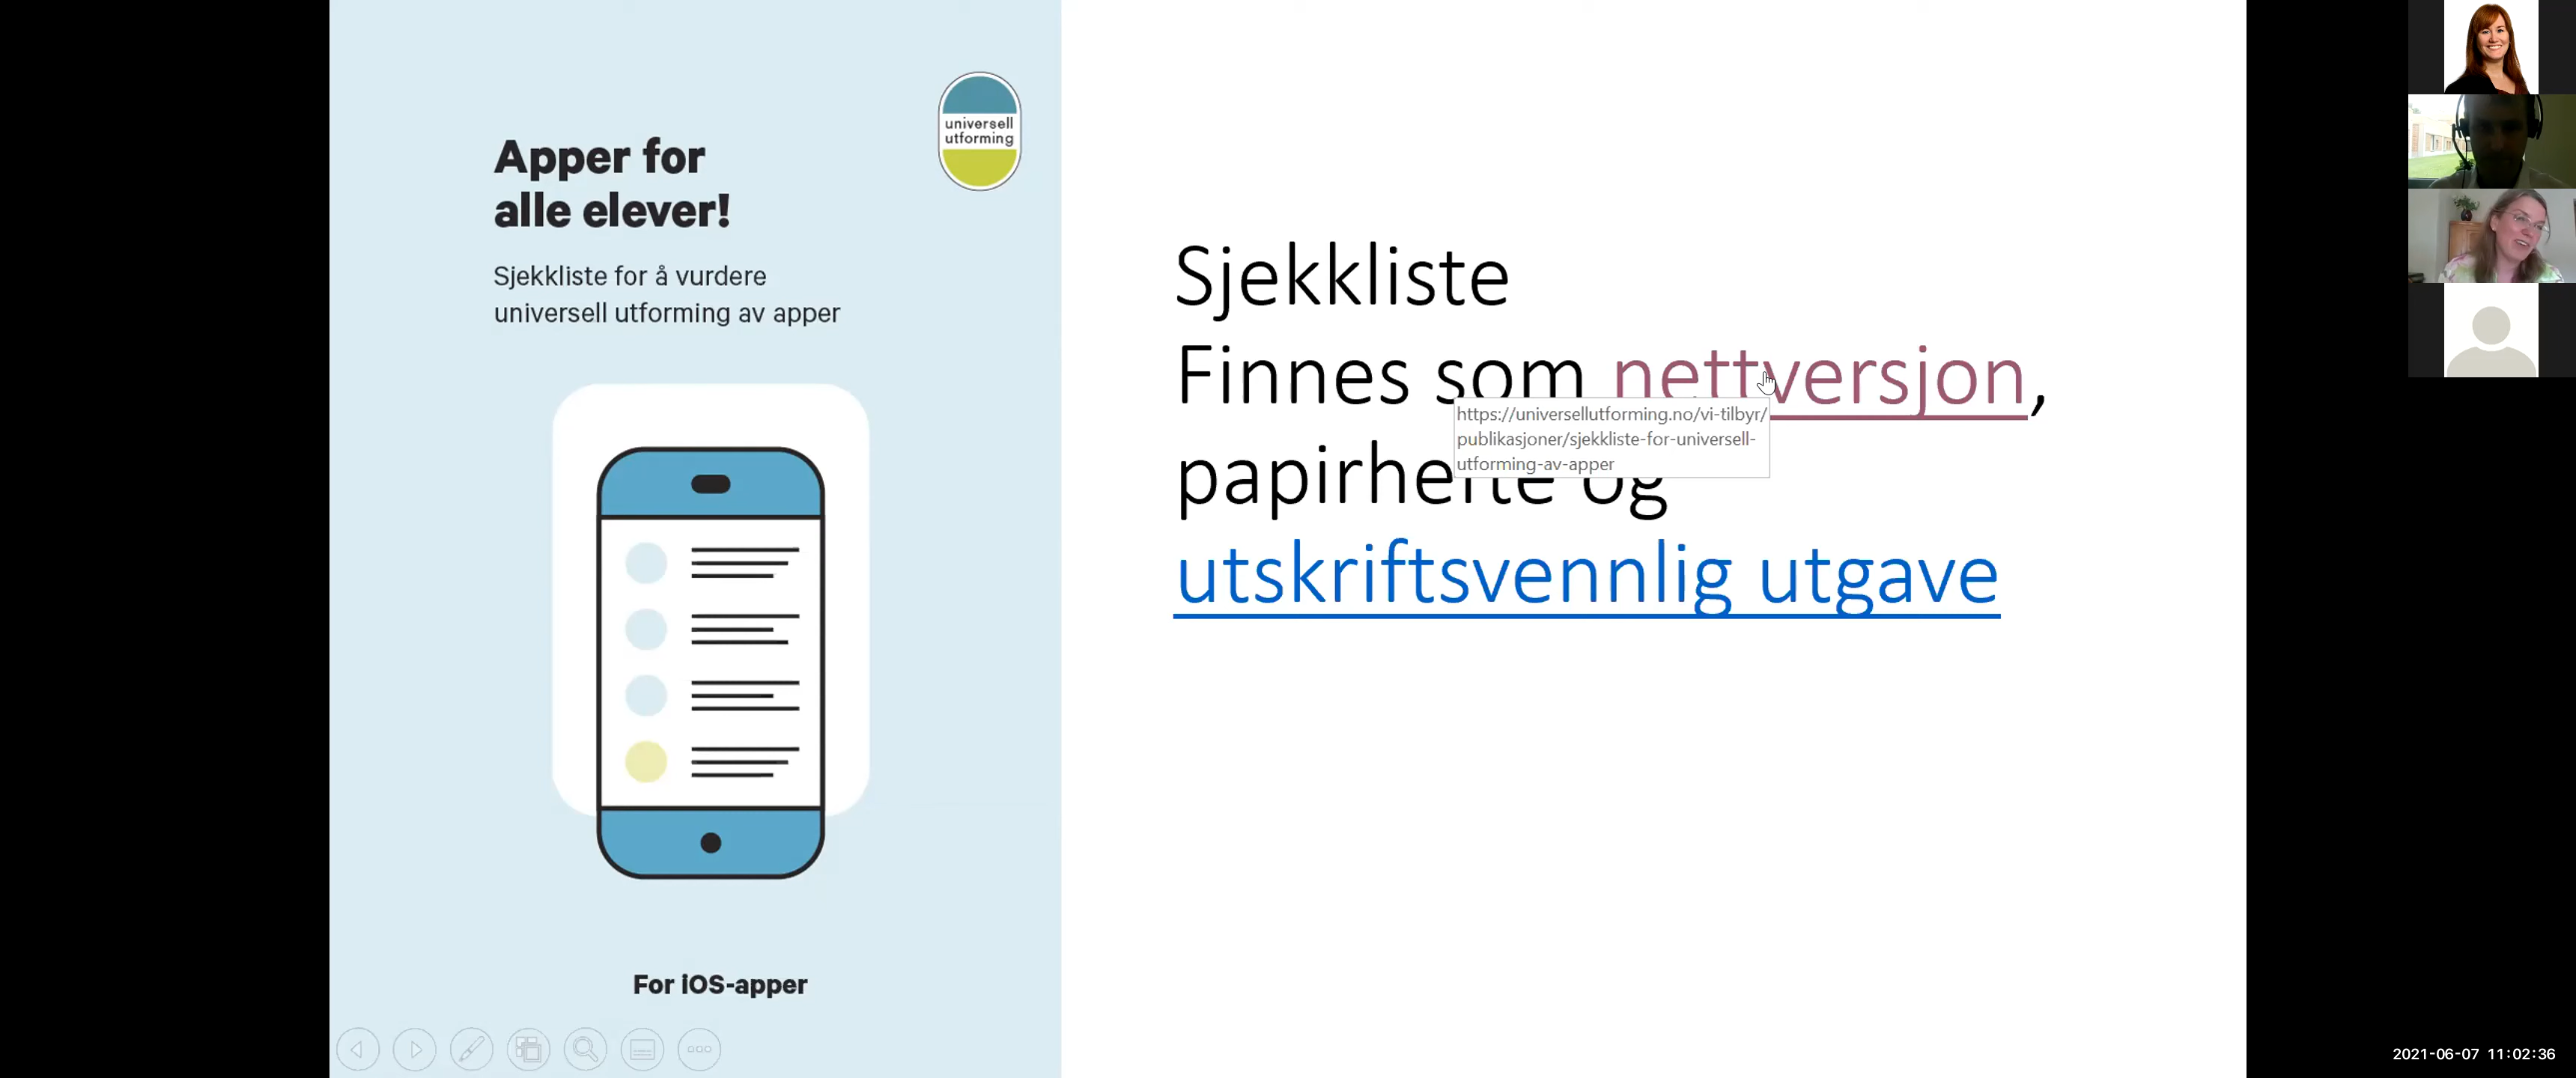 universell
utforming
Apper for
alle elever!
Sjekkliste for å vurdere
universell utforming av apper
For iOS-apper
Sjekkliste
Finnes som nettversjon,
https://universellutforming.no/vi-tilbyr/
publikasjoner/sjekkliste-for-universell-
utforming-av-apper
papirhefte og
utskriftsvennlig utgave
2021-06-07 11:02:36